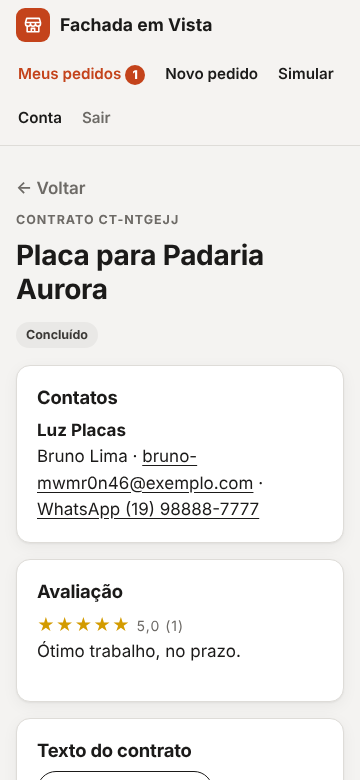 Fachada em Vista
Meus pedidos 1 Novo pedido Simular
Conta Sair
← Voltar
CONTRATO CT-NTGEJJ
Placa para Padaria
Aurora
Concluído
Contatos
Luz Placas
Bruno Lima · bruno-
mwmr0n46@exemplo.com ·
WhatsApp (19) 98888-7777
Avaliação
★★★★★ 5,0 (1)
Ótimo trabalho, no prazo.
Texto do contrato